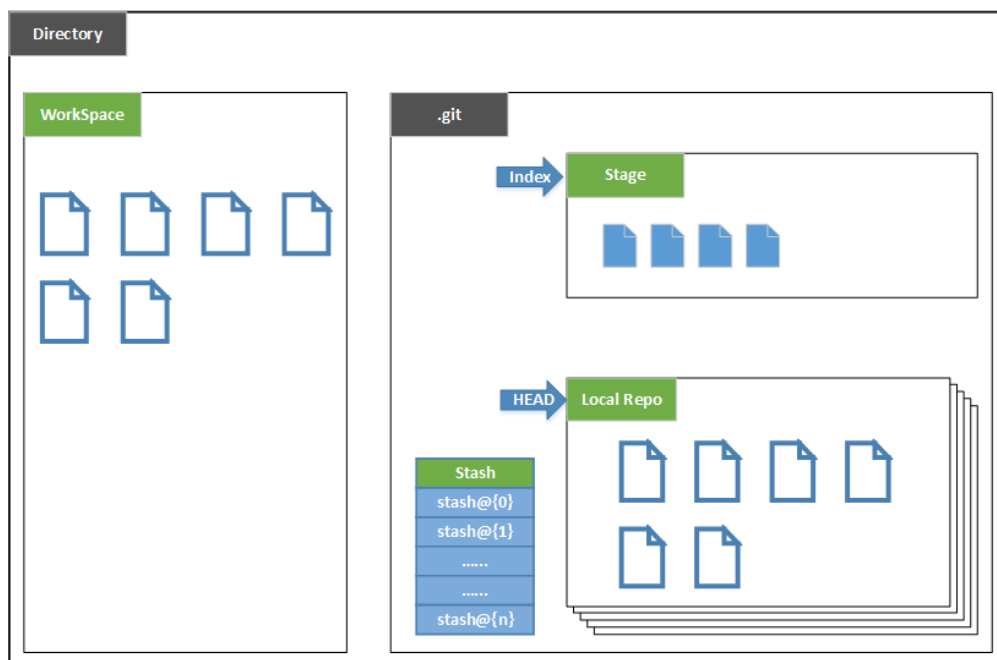 Directory
WorkSpace
.git
Index
Stage
HEAD
Local Repo
Stash
stash@{0}
stash@{1}
......
......
stash@{n}